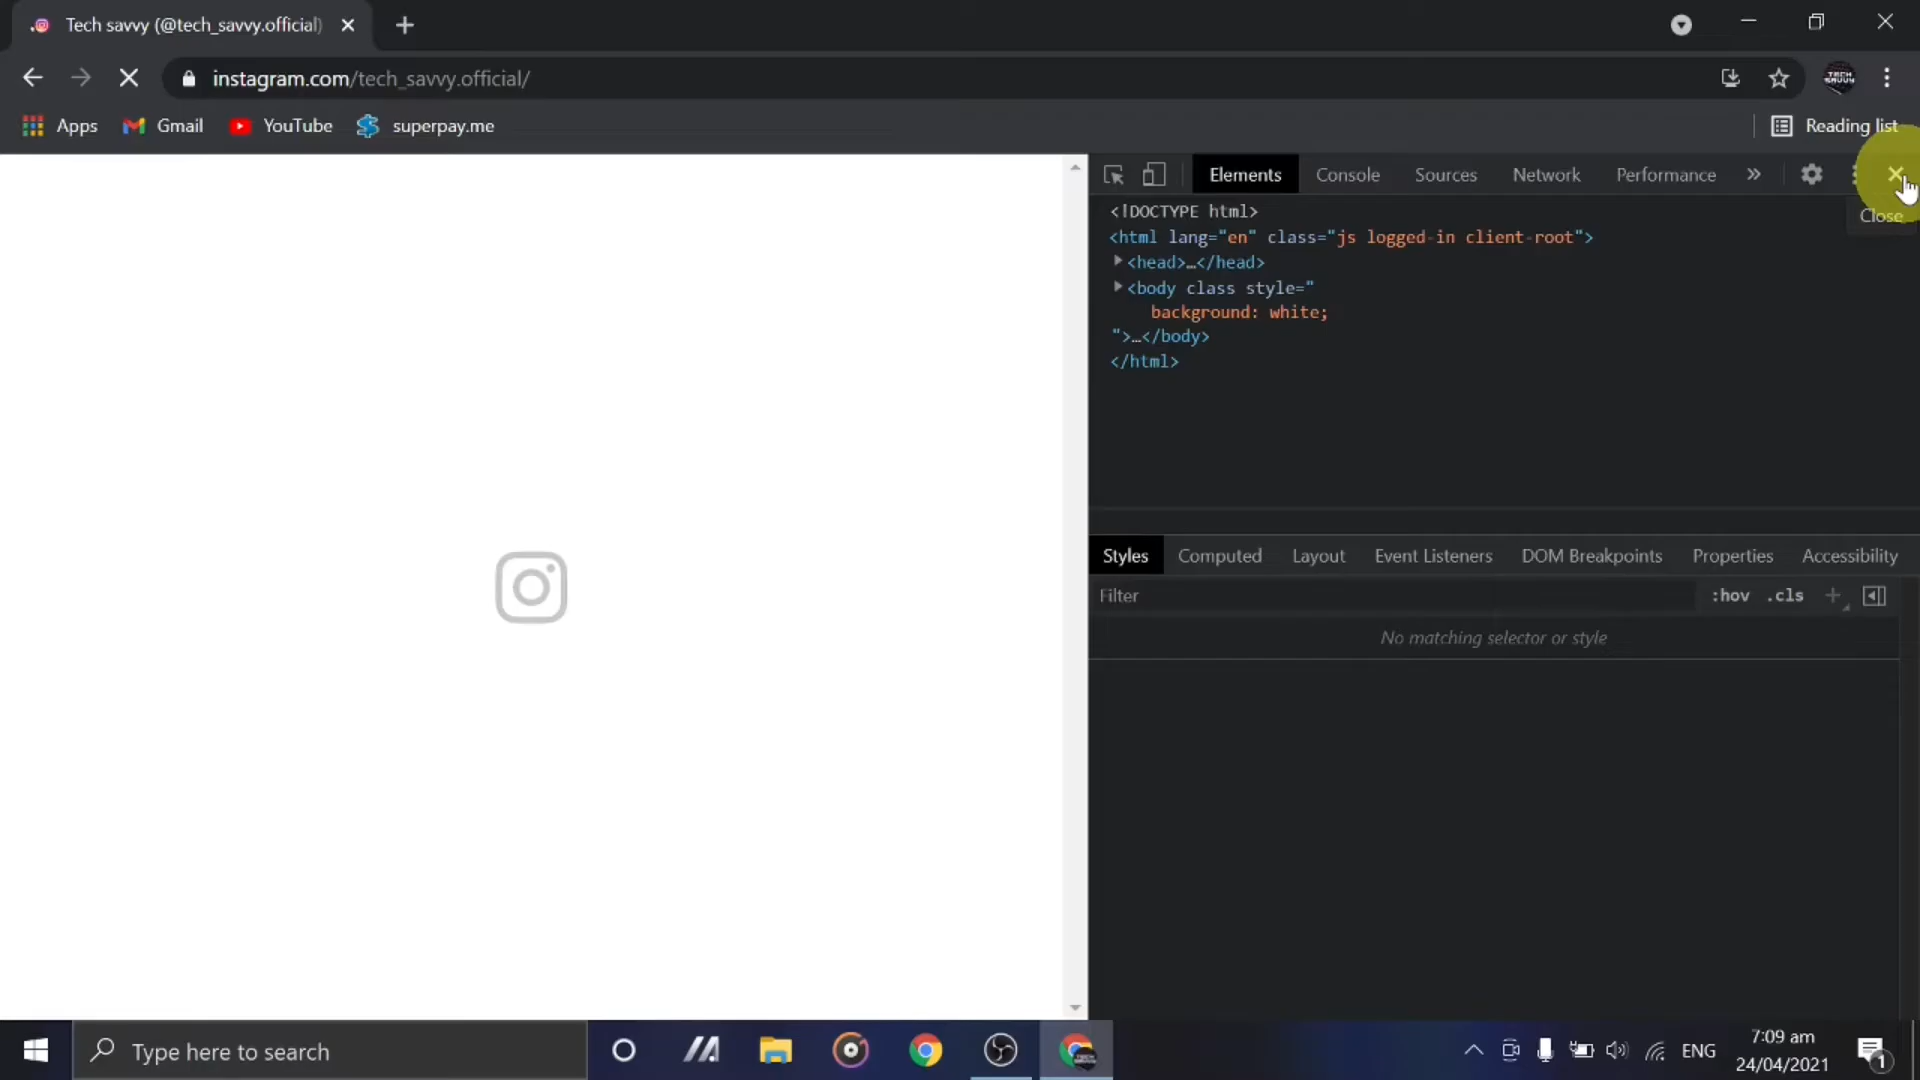 Tech savvy (@tech_savvy.official)
instagram.com/tech_savvy.official/
TECH SAVVY
Apps Gmail YouTube superpay.me Reading list
Elements Console Sources Network Performance »
Close
<!DOCTYPE html>
<html lang="en" class="js logged-in client-root">
<head>…</head>
<body class style="
background: white;
">…</body>
</html>
Styles Computed Layout Event Listeners DOM Breakpoints Properties Accessibility
Filter :hov .cls +
No matching selector or style
Type here to search
ENG
7:09 am
24/04/2021
1